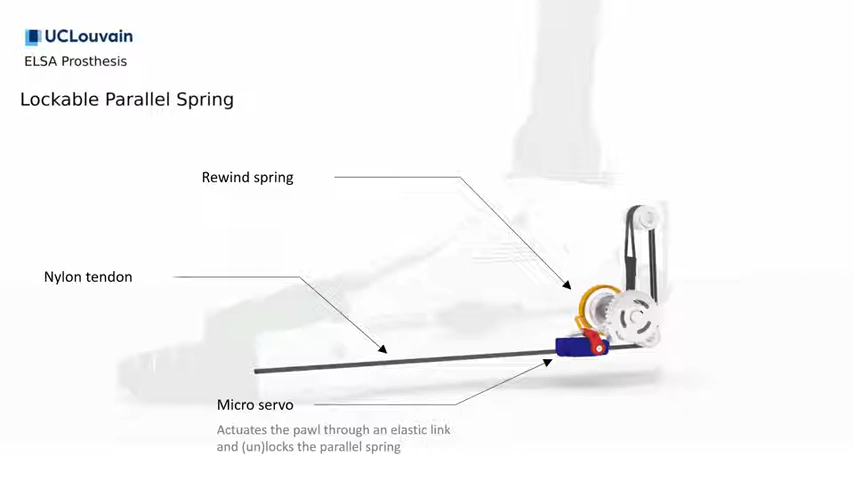 UCLouvain
ELSA Prosthesis
Lockable Parallel Spring
Rewind spring
Nylon tendon
Micro servo
Actuates the pawl through an elastic link
and (un)locks the parallel spring